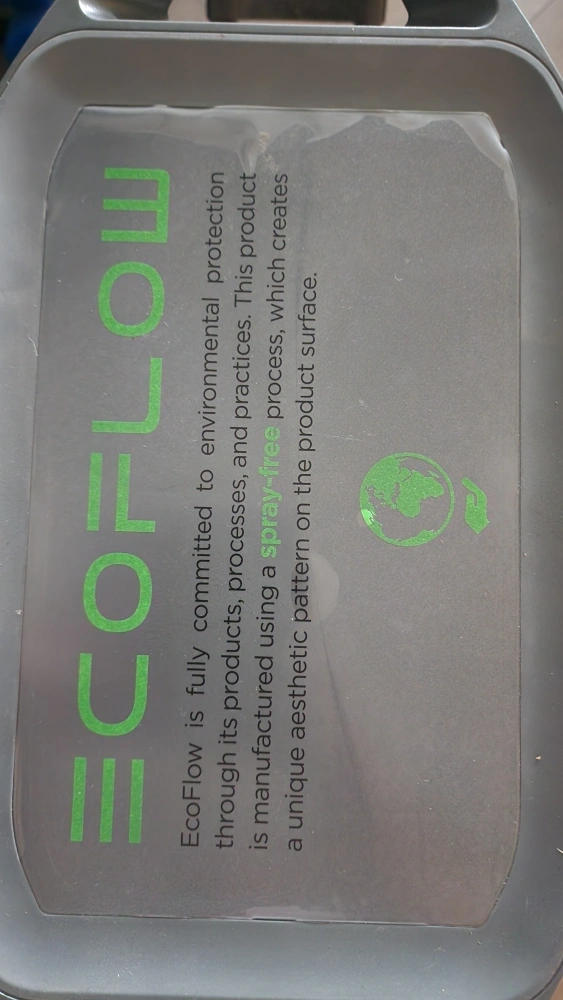 ECOFLOW
EcoFlow is fully committed to environmental protection
through its products, processes, and practices. This product
is manufactured using a spray-free process, which creates
a unique aesthetic pattern on the product surface.